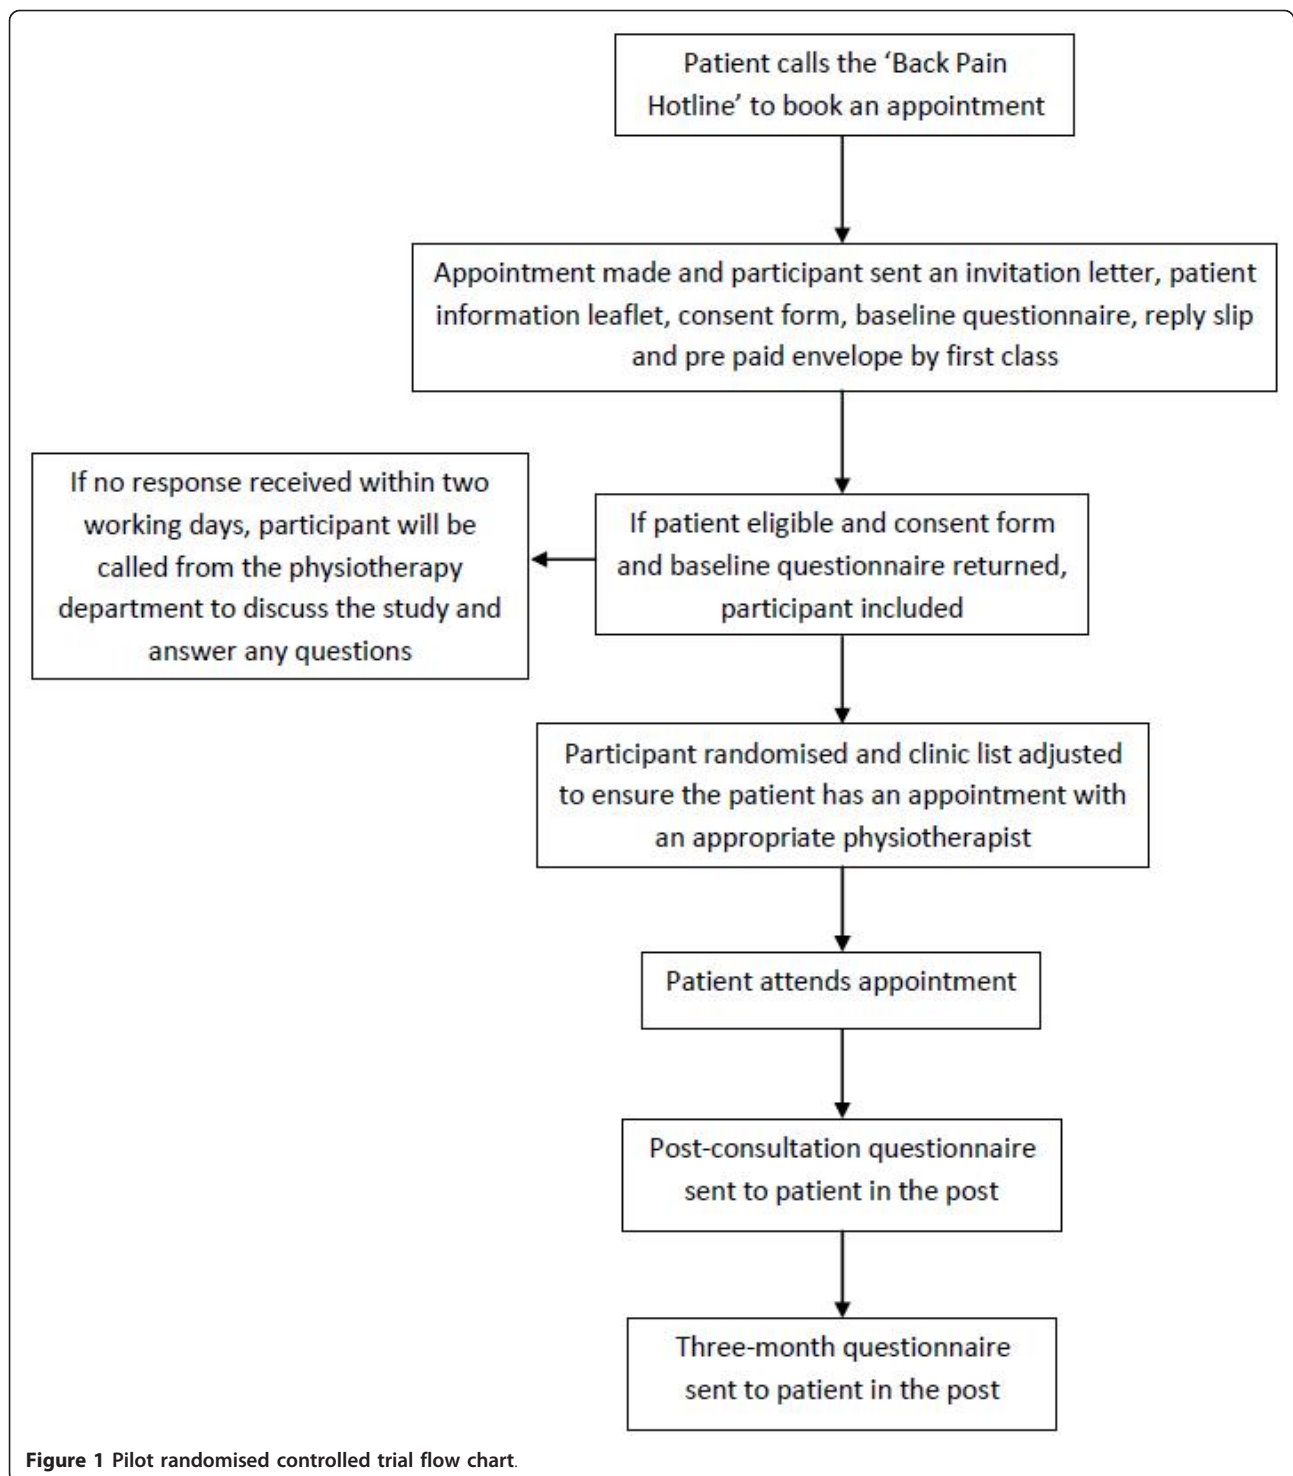 Patient calls the ‘Back Pain
Hotline’ to book an appointment
Appointment made and participant sent an invitation letter, patient
information leaflet, consent form, baseline questionnaire, reply slip
and pre paid envelope by first class
If no response received within two
working days, participant will be
called from the physiotherapy
department to discuss the study and
answer any questions
If patient eligible and consent form
and baseline questionnaire returned,
participant included
Participant randomised and clinic list adjusted
to ensure the patient has an appointment with
an appropriate physiotherapist
Patient attends appointment
Post-consultation questionnaire
sent to patient in the post
Three-month questionnaire
sent to patient in the post
Figure 1 Pilot randomised controlled trial flow chart.